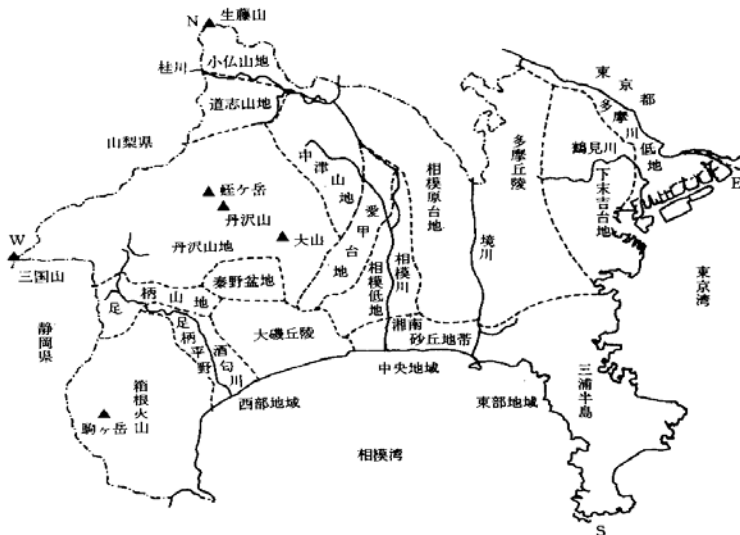 N
生藤山
小仏山地
桂川
道志山地
山梨県
東京都
多摩川低地
鶴見川
E
多摩丘陵
下末吉台地
中津山地
蛭ケ岳
丹沢山
大山
丹沢山地
愛甲台地
相模原台地
相模川
相模低地
境川
W
三国山
秦野盆地
足柄山地
足柄平野
酒匂川
大磯丘陵
湘南砂丘地帯
東京湾
静岡県
箱根火山
駒ヶ岳
西部地域
中央地域
東部地域
三浦半島
相模湾
S